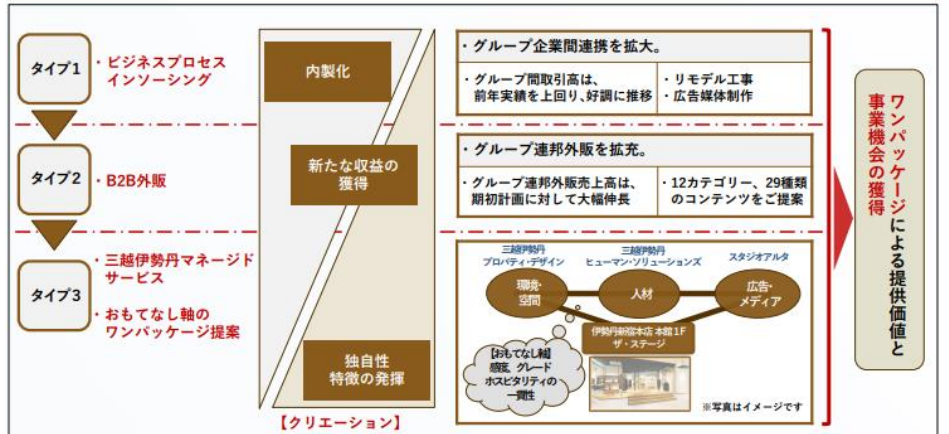 タイプ1
・ビジネスプロセス
インソーシング
内製化
・グループ企業間連携を拡大。
・グループ間取引高は、
前年実績を上回り、好調に推移
・リモデル工事
・広告媒体制作
タイプ2
・B2B外販
新たな収益の
獲得
・グループ連邦外販を拡充。
・グループ連邦外販売上高は、
期初計画に対して大幅伸長
・12カテゴリー、29種類
のコンテンツをご提案
タイプ3
・三越伊勢丹マネージド
サービス
・おもてなし軸の
ワンパッケージ提案
独自性
特徴の発揮
【クリエーション】
三越伊勢丹
プロパティ・デザイン
三越伊勢丹
ヒューマン・ソリューションズ
スタジオアルタ
環境・
空間
人材
広告・
メディア
伊勢丹新宿本店 本館1F
ザ・ステージ
【おもてなし軸】
感度、グレード
ホスピタリティの
一貫性
※写真はイメージです
ワンパッケージによる提供価値と
事業機会の獲得